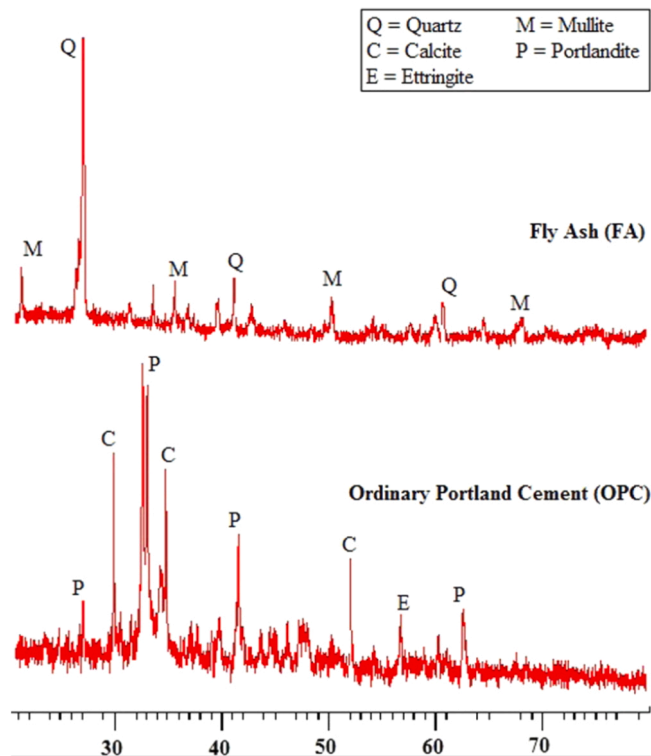 Q = Quartz M = Mullite
C = Calcite P = Portlandite
E = Ettringite
Q
Fly Ash (FA)
M
M
Q
M
Q
M
P
C
C
Ordinary Portland Cement (OPC)
P
C
P
E
P
30 40 50 60 70